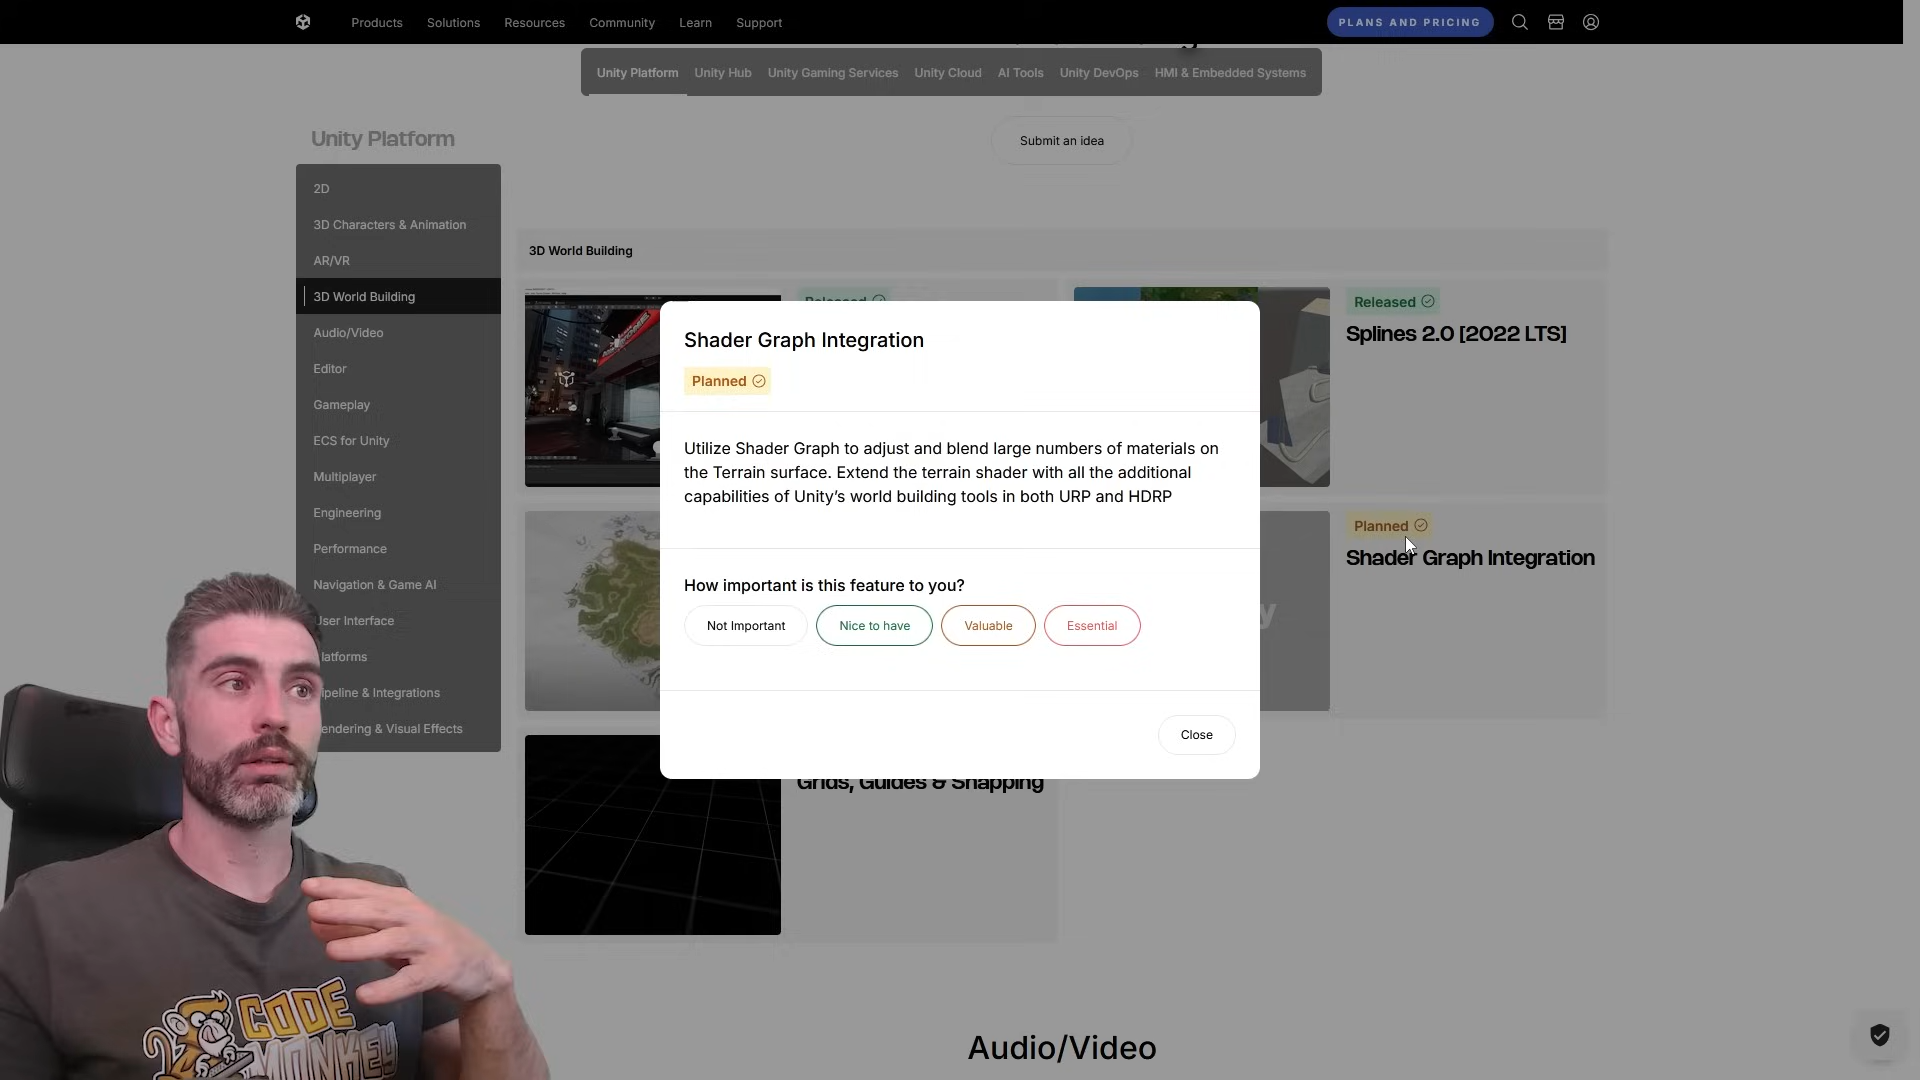 Products
Solutions
Resources
Community
Learn
Support
PLANS AND PRICING
Unity Platform
Unity Hub
Unity Gaming Services
Unity Cloud
AI Tools
Unity DevOps
HMI & Embedded Systems
Unity Platform
Submit an idea
2D
3D Characters & Animation
AR/VR
3D World Building
Audio/Video
Editor
Gameplay
ECS for Unity
Multiplayer
Engineering
Performance
Navigation & Game AI
User Interface
latforms
ipeline & Integrations
endering & Visual Effects
3D World Building
Released
Released
Splines 2.0 [2022 LTS]
Planned
Shader Graph Integration
Shader Graph Integration
Planned
Utilize Shader Graph to adjust and blend large numbers of materials on
the Terrain surface. Extend the terrain shader with all the additional
capabilities of Unity’s world building tools in both URP and HDRP
How important is this feature to you?
Not Important
Nice to have
Valuable
Essential
Close
Grids, Guides & Snapping
Audio/Video
CODE
MONKEY